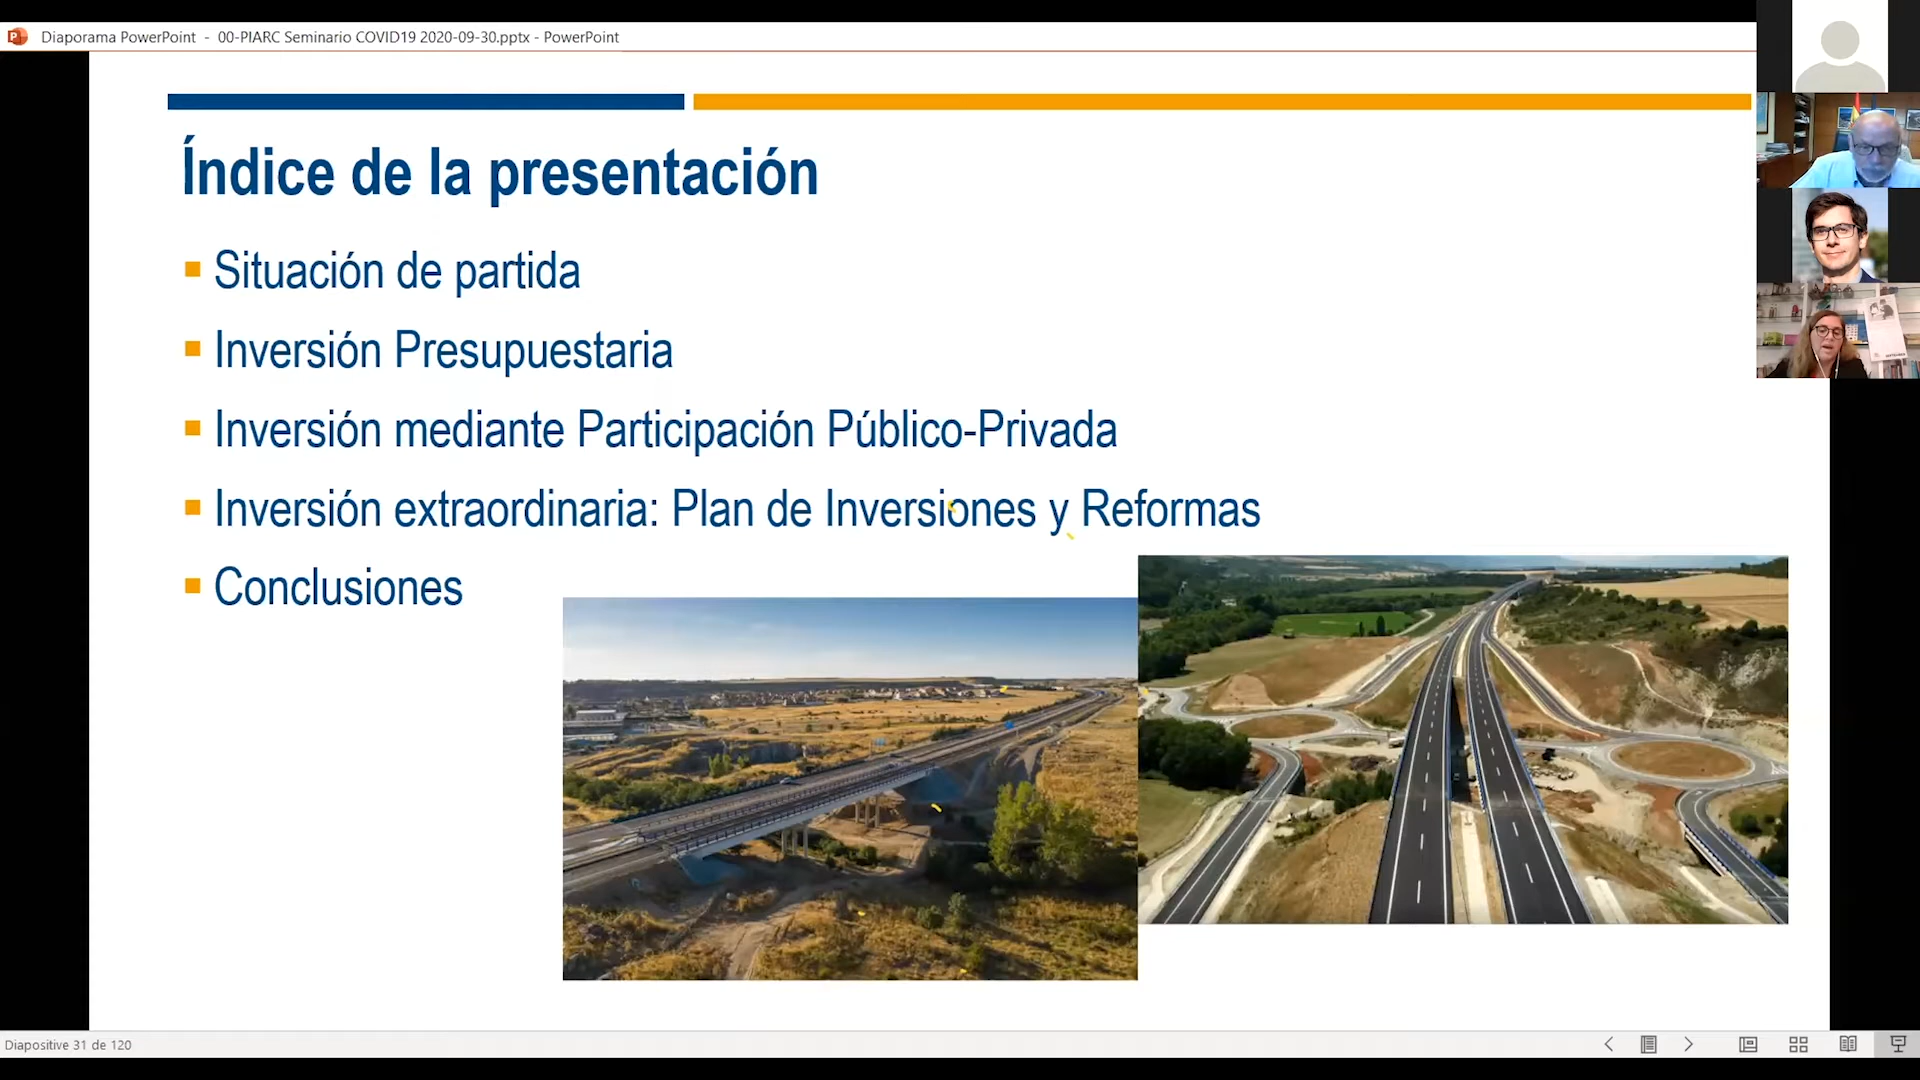 Diaporama PowerPoint - 00-PIARC Seminario COVID19 2020-09-30.pptx - PowerPoint
Índice de la presentación
Situación de partida
Inversión Presupuestaria
Inversión mediante Participación Público-Privada
Inversión extraordinaria: Plan de Inversiones y Reformas
Conclusiones
Diapositive 31 de 120